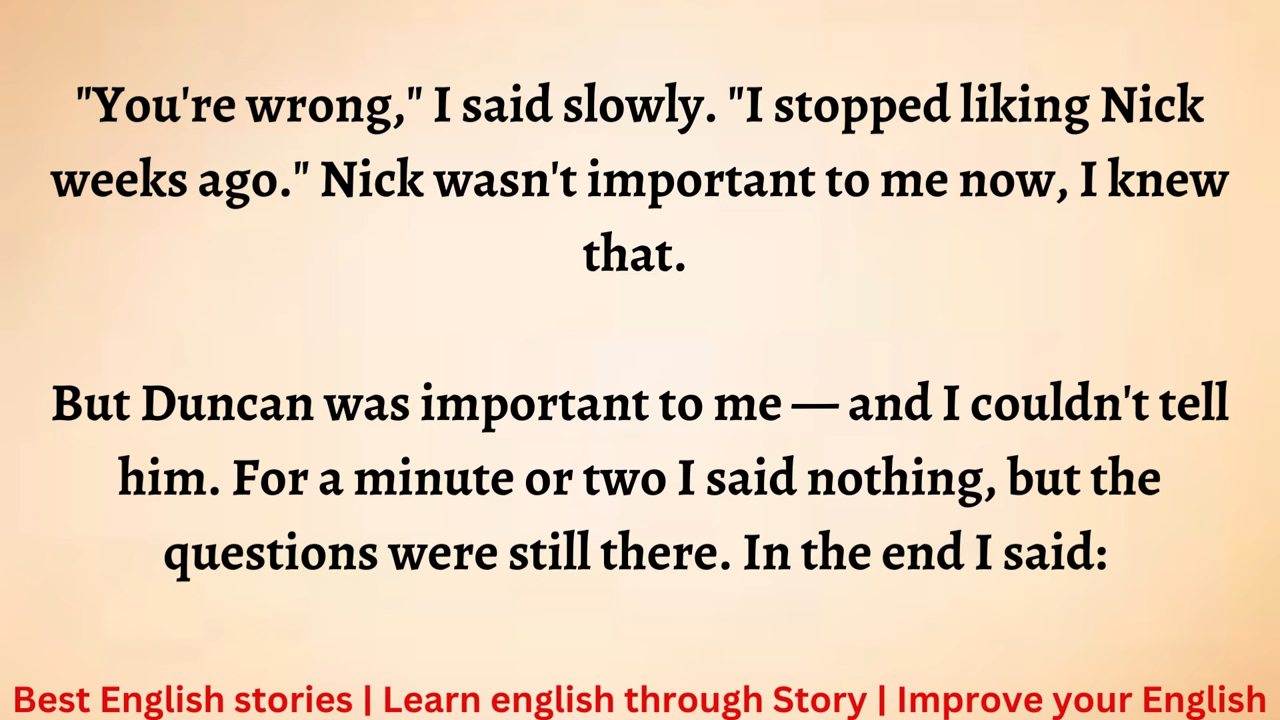 "You're wrong," I said slowly. "I stopped liking Nick
weeks ago." Nick wasn't important to me now, I knew
that.
But Duncan was important to me — and I couldn't tell
him. For a minute or two I said nothing, but the
questions were still there. In the end I said:
Best English stories | Learn english through Story | Improve your English